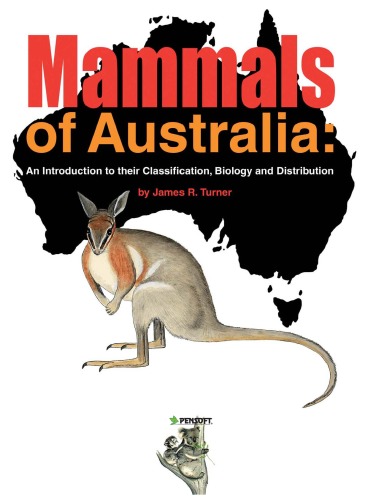 Mammals
of Australia:
An Introduction to their Classification, Biology and Distribution
by James R. Turner
PENSOFT